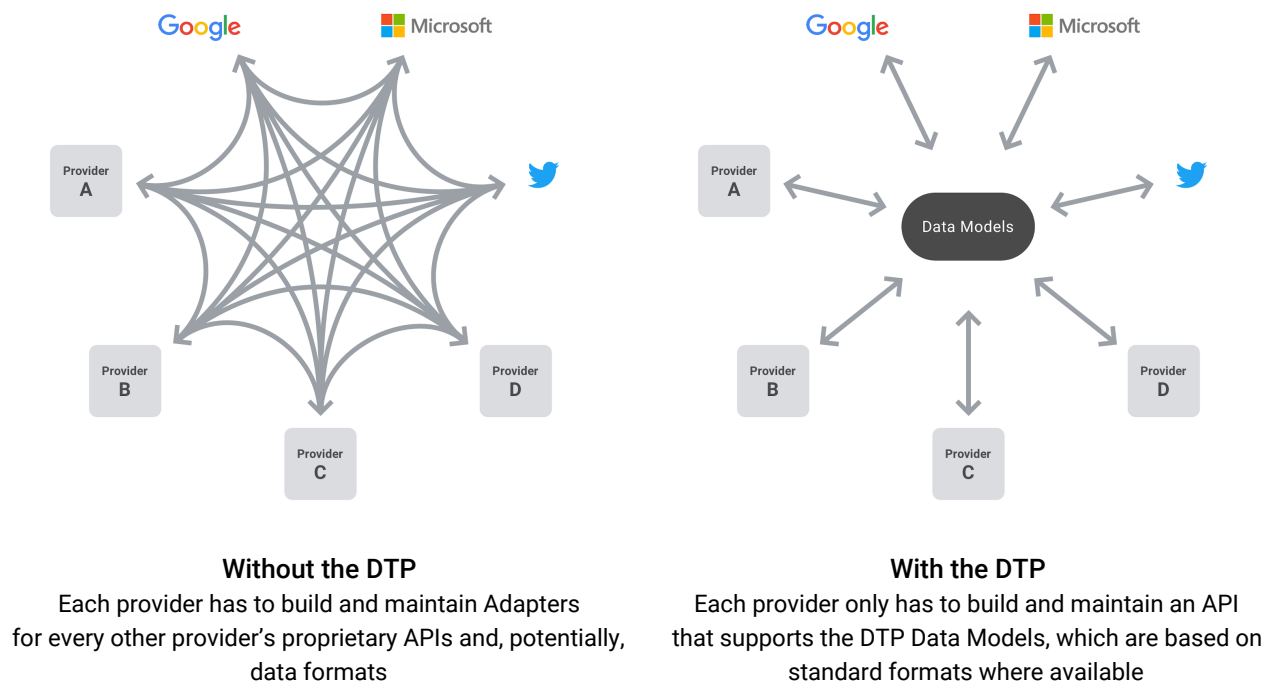 Google
Microsoft
Provider
A
Provider
B
Provider
C
Provider
D
Without the DTP
Each provider has to build and maintain Adapters
for every other provider's proprietary APIs and, potentially,
data formats
Google
Microsoft
Provider
A
Data Models
Provider
B
Provider
C
Provider
D
With the DTP
Each provider only has to build and maintain an API
that supports the DTP Data Models, which are based on
standard formats where available